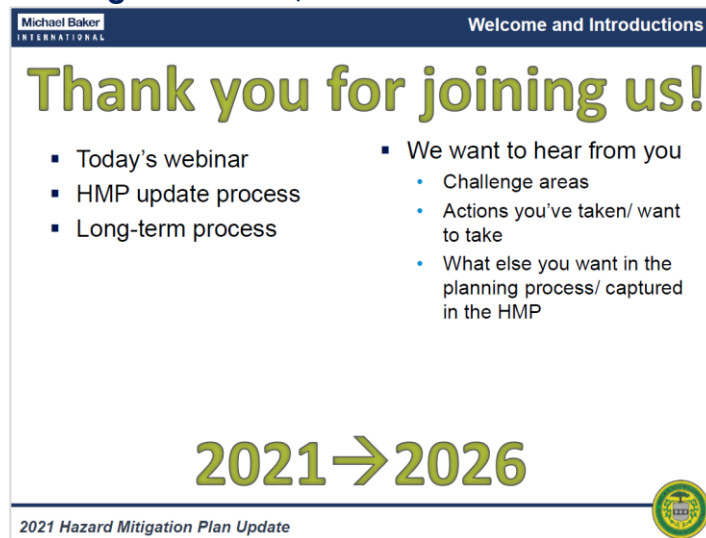 Michael Baker
INTERNATIONAL
Welcome and Introductions
Thank you for joining us!
▪ Today's webinar
▪ HMP update process
▪ Long-term process
▪ We want to hear from you
• Challenge areas
• Actions you've taken/ want
to take
• What else you want in the
planning process/ captured
in the HMP
2021→2026
2021 Hazard Mitigation Plan Update